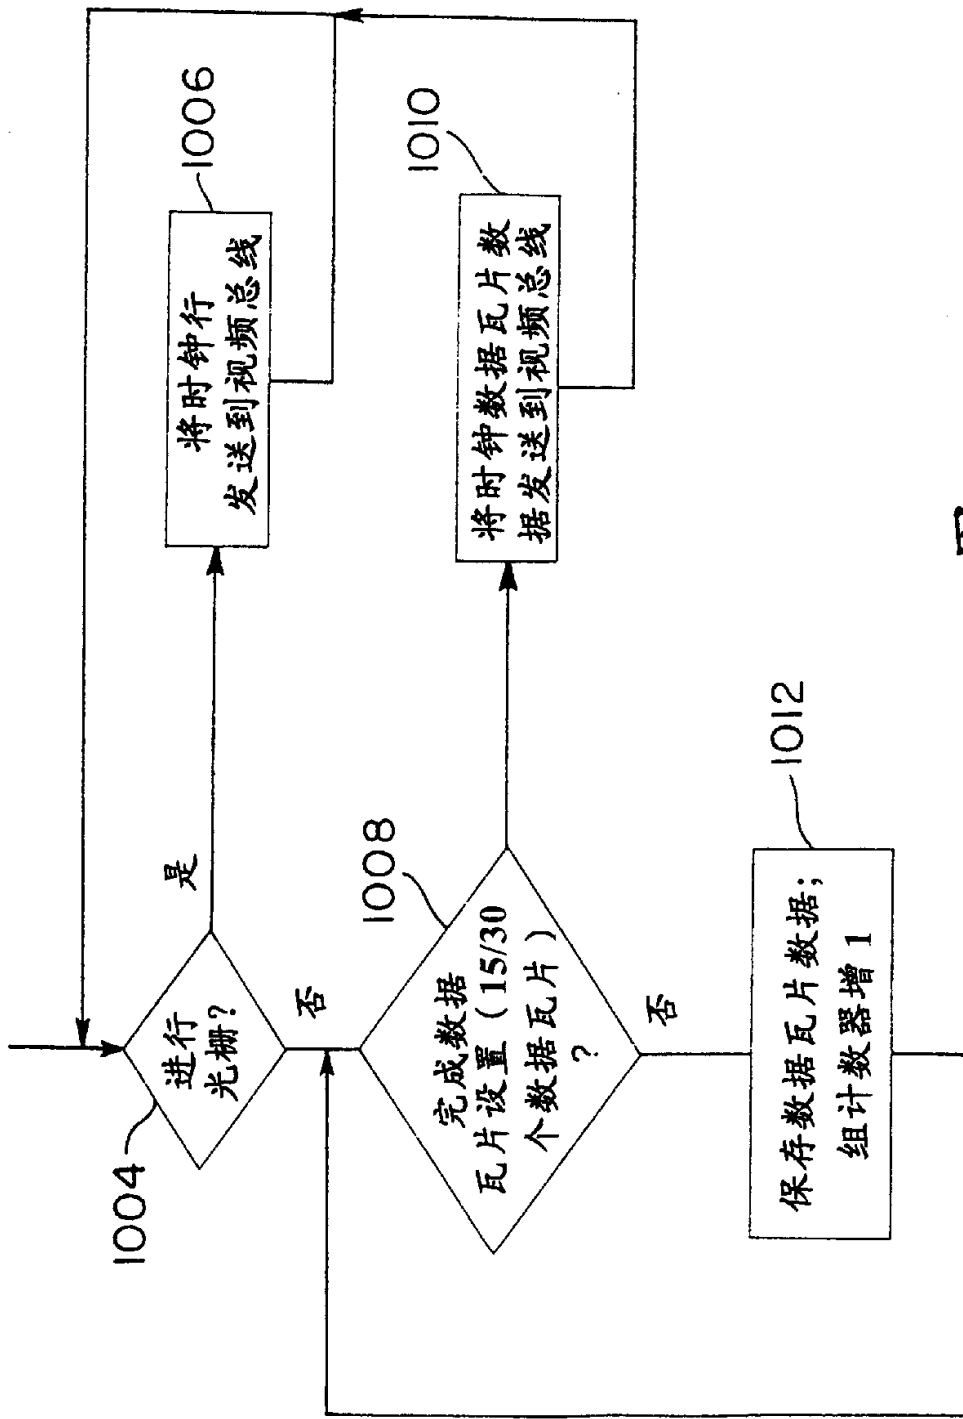 1004
进行
光栅?
是
将时钟行
发送到视频总线
1006
否
1008
完成数据
瓦片设置（15/30
个数据瓦片）
?
将时钟数据瓦片数
据发送到视频总线
1010
否
保存数据瓦片数据;
组计数器增1
1012